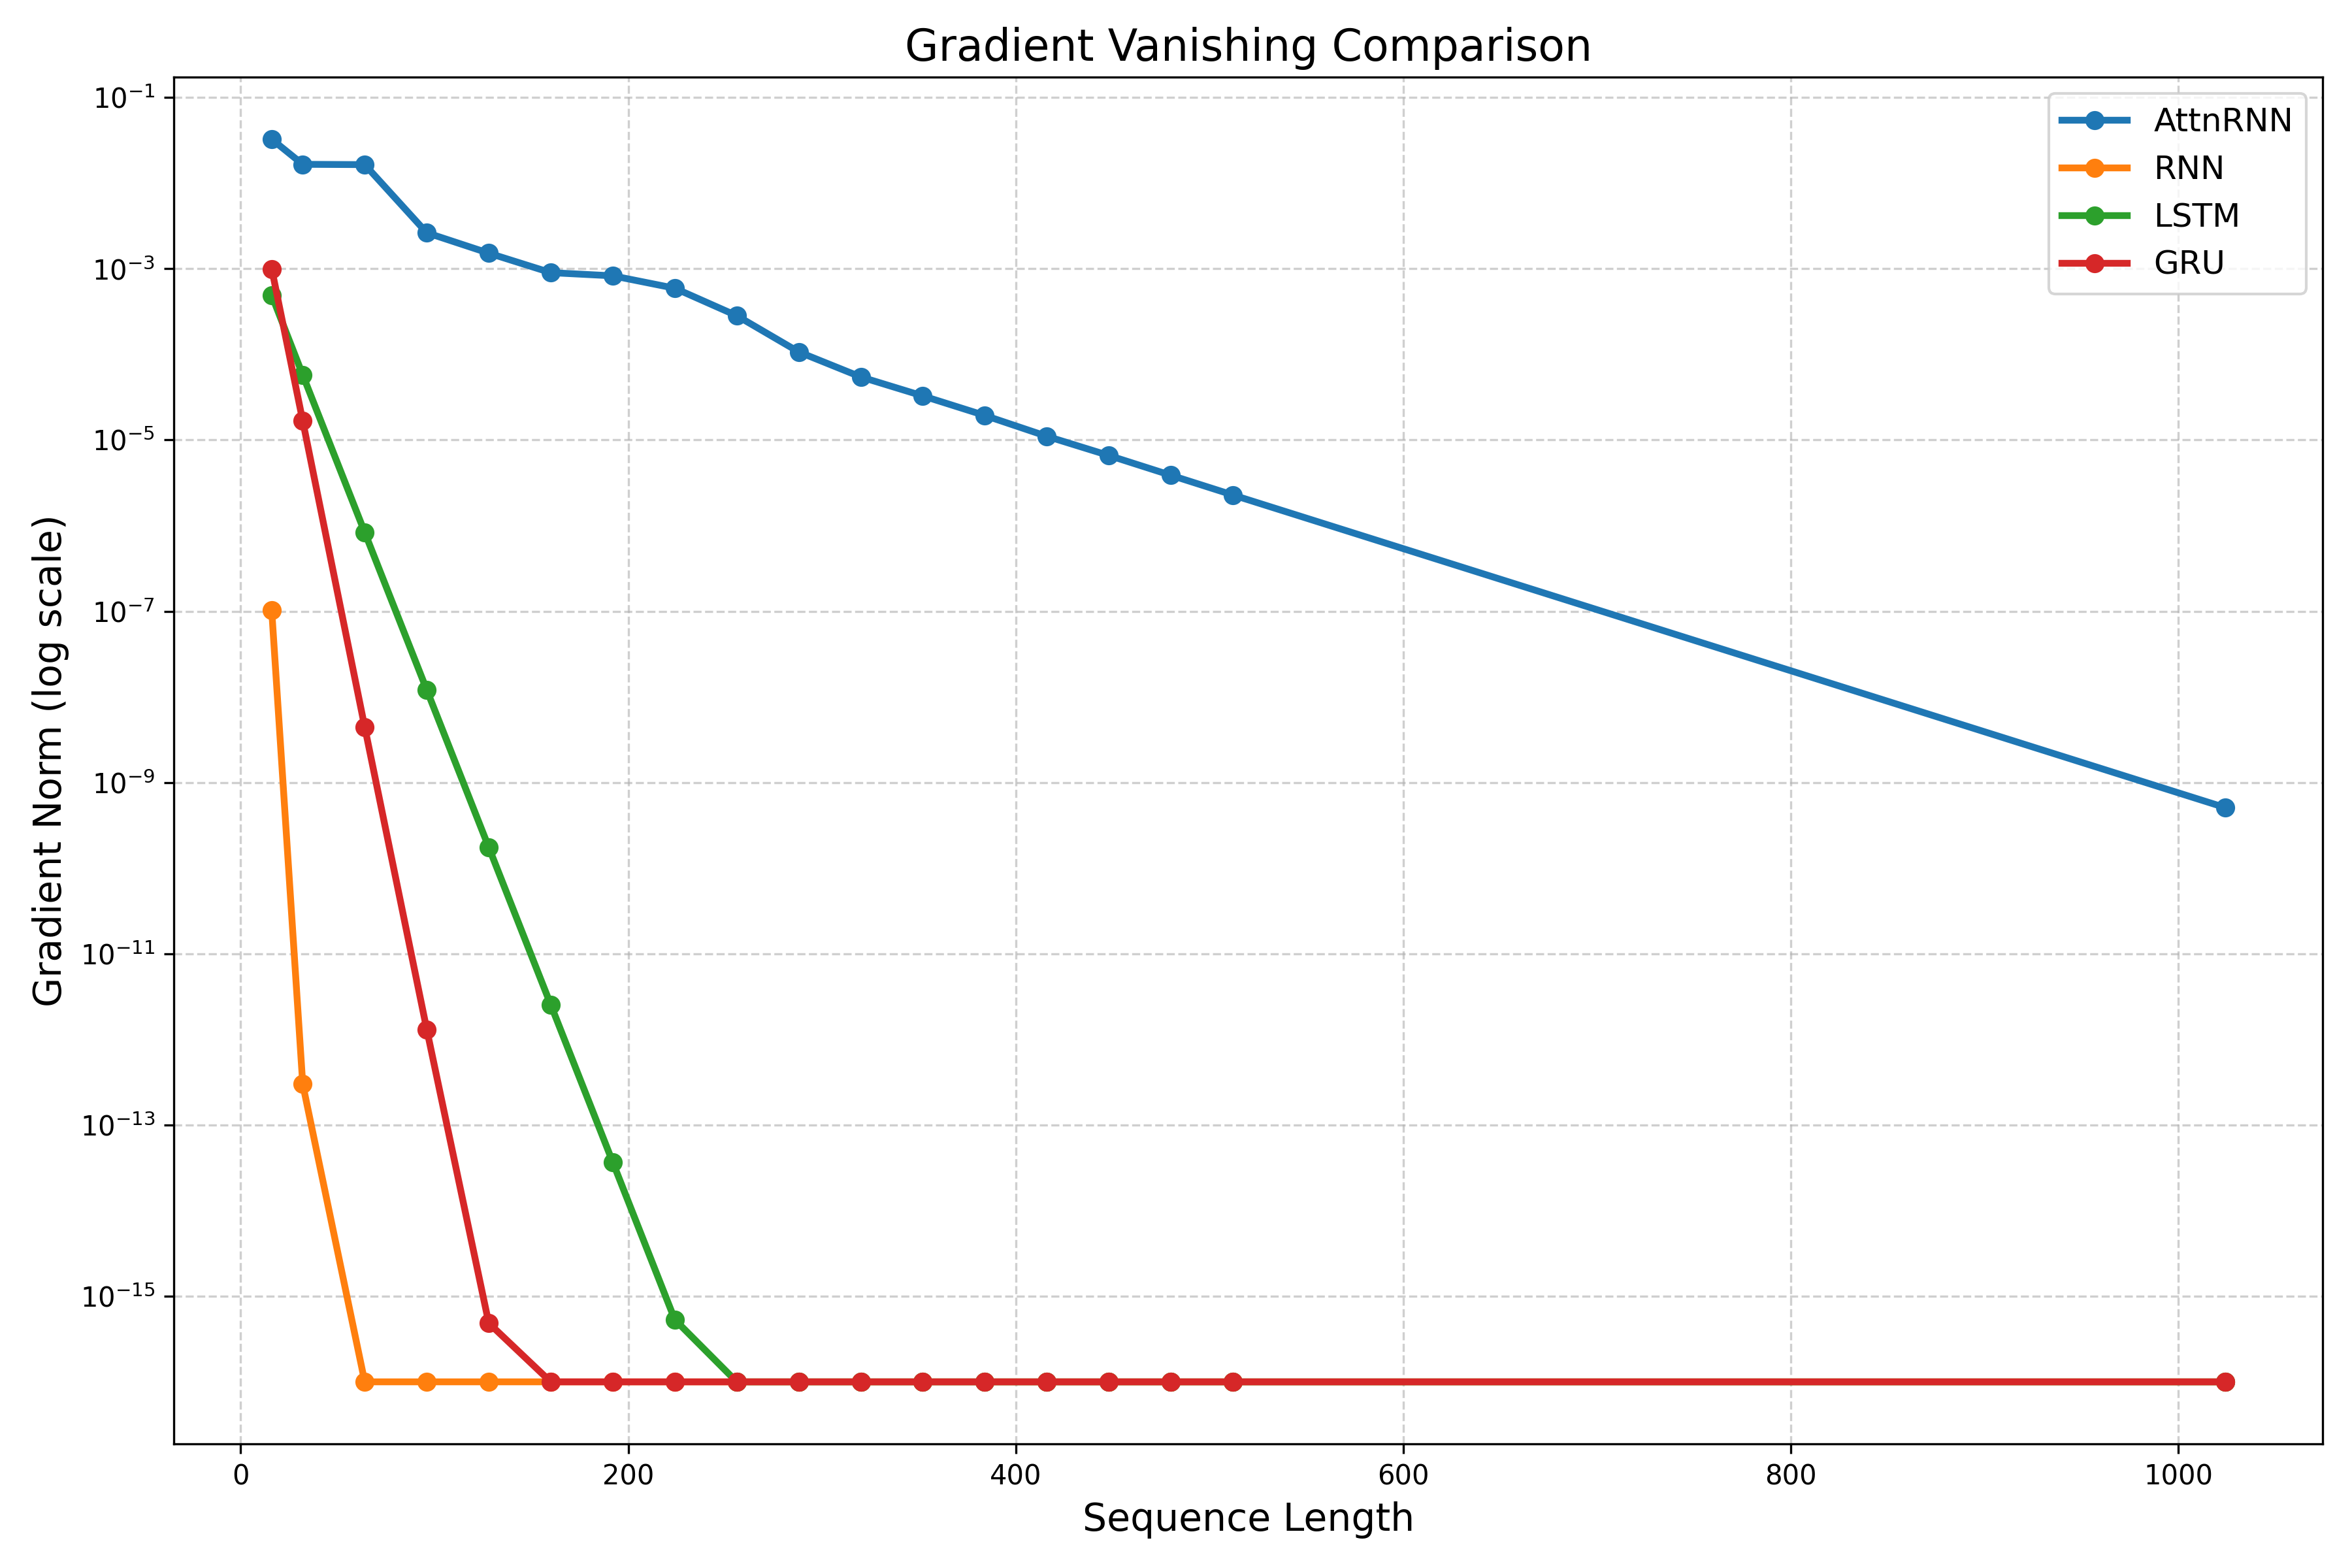 Gradient Vanishing Comparison
AttnRNN
RNN
LSTM
GRU
Gradient Norm (log scale)
10⁻¹
10⁻³
10⁻⁵
10⁻⁷
10⁻⁹
10⁻¹¹
10⁻¹³
10⁻¹⁵
0 200 400 600 800 1000
Sequence Length